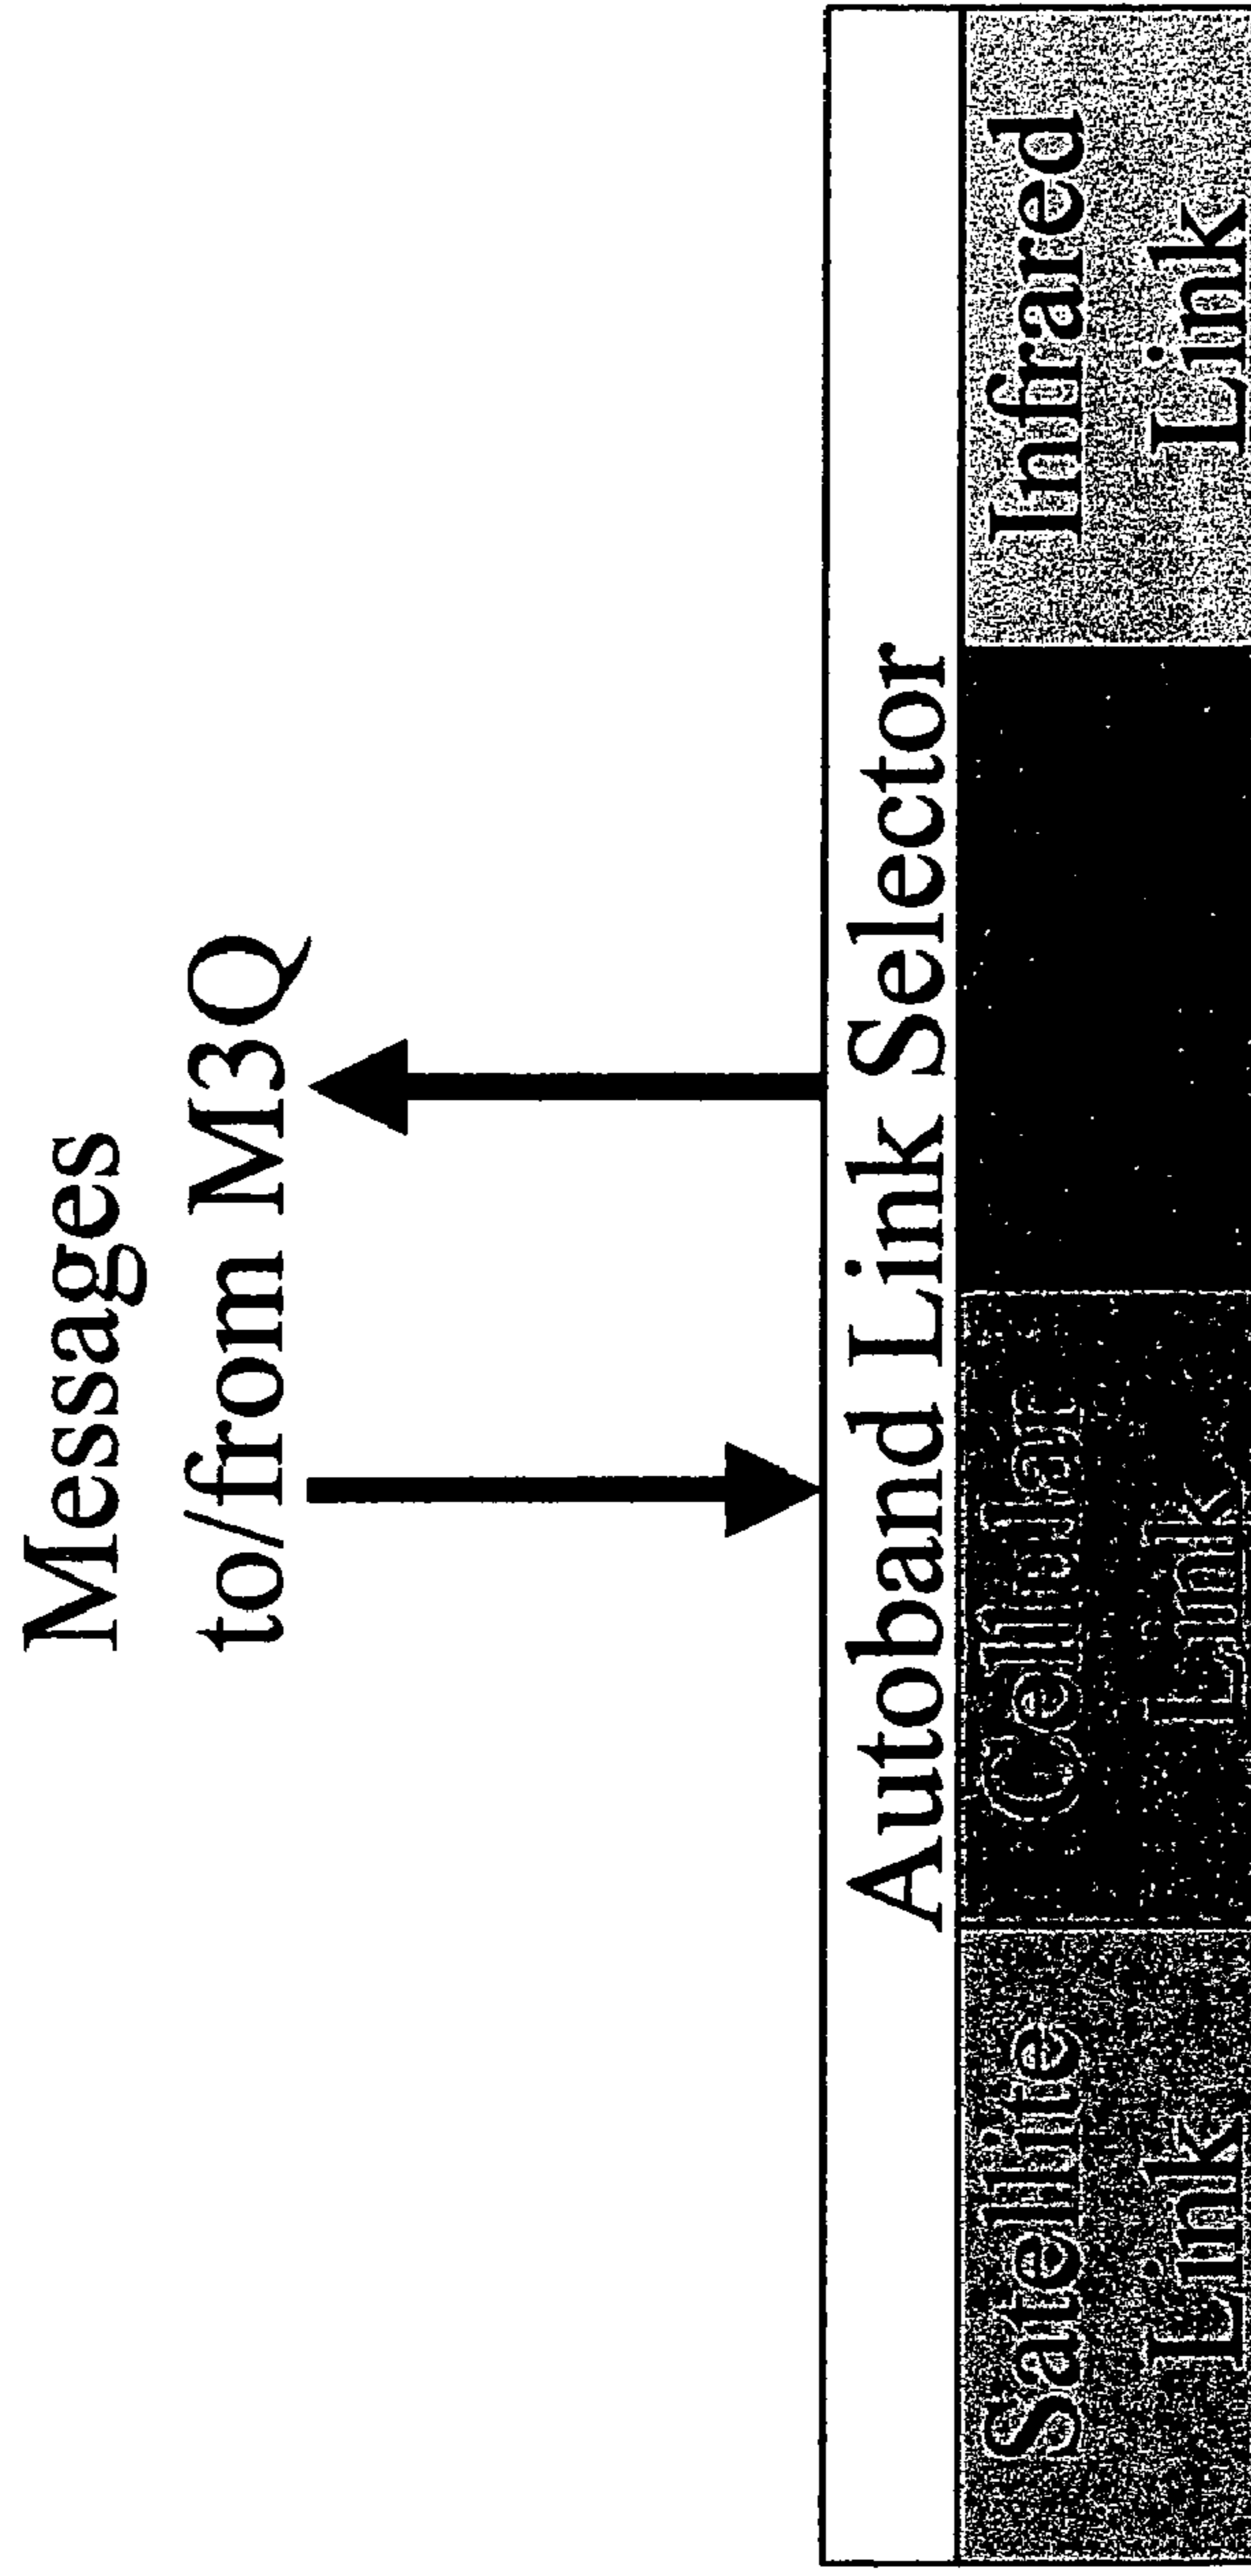 Messages
to/from M3Q
Autoband Link Selector
Satellite
Link
Cellular
Link
Infrared
Link